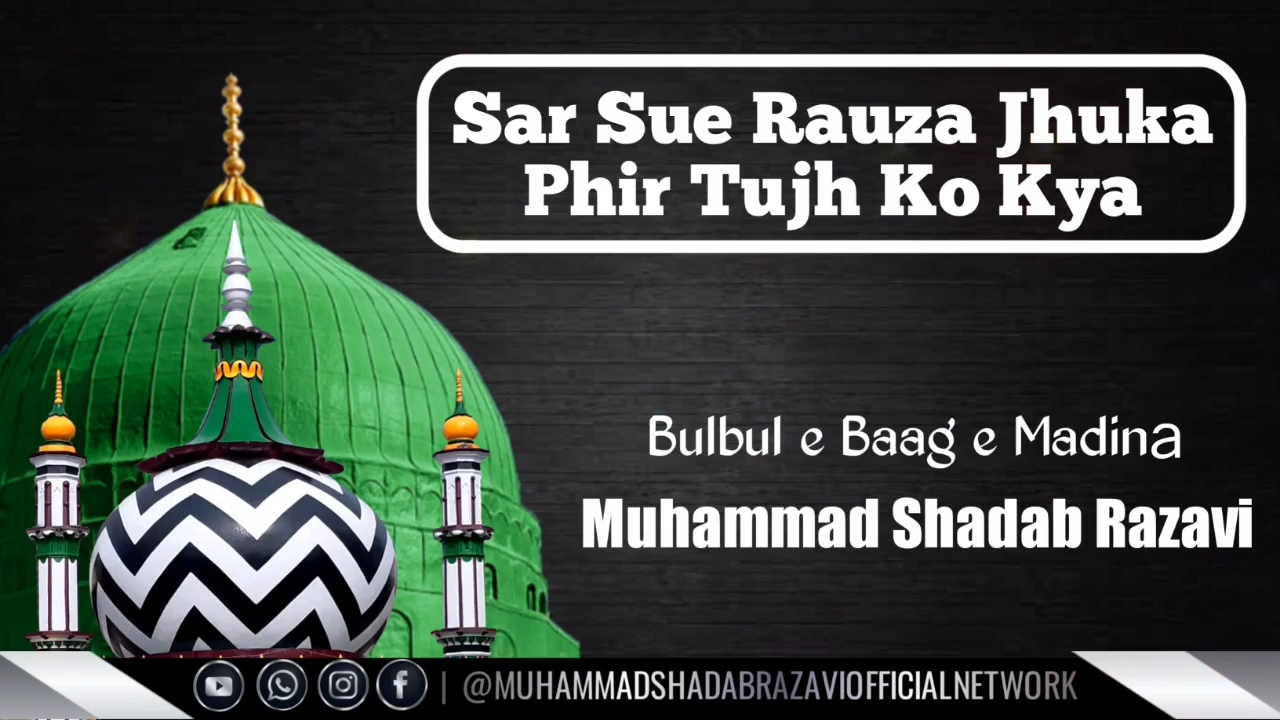 Sar Sue Rauza Jhuka
Phir Tujh Ko Kya
Bulbul e Baag e Madina
Muhammad Shadab Razavi
| @MUHAMMADSHADABRAZAVIOFFICIALNETWORK